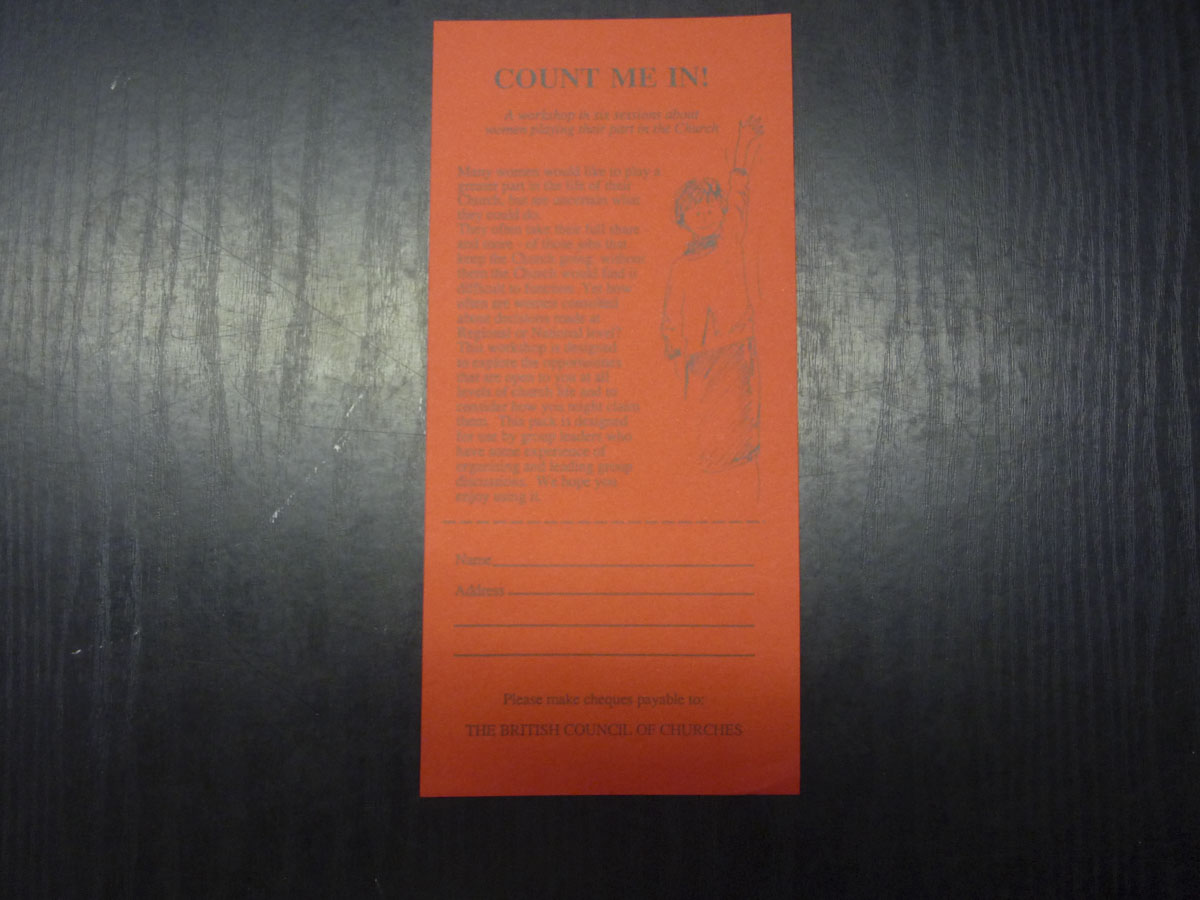 COUNT ME IN!
A workshop in six sessions about
women playing their part in the Church
Many women would like to play a
greater part in the life of their
Church, but are uncertain what
they could do.
They often take their full share -
and more - of those jobs that
keep the Church going; without
them the Church would find it
difficult to function. Yet how
often are women consulted
about decisions made at
Regional or National level?
This workshop is designed
to explore the opportunities
that are open to you at all
levels of church life and to
consider how you might claim
them. This pack is designed
for use by group leaders who
have some experience of
organising and leading group
discussions. We hope you
enjoy using it.
Name
Address
Please make cheques payable to:
THE BRITISH COUNCIL OF CHURCHES